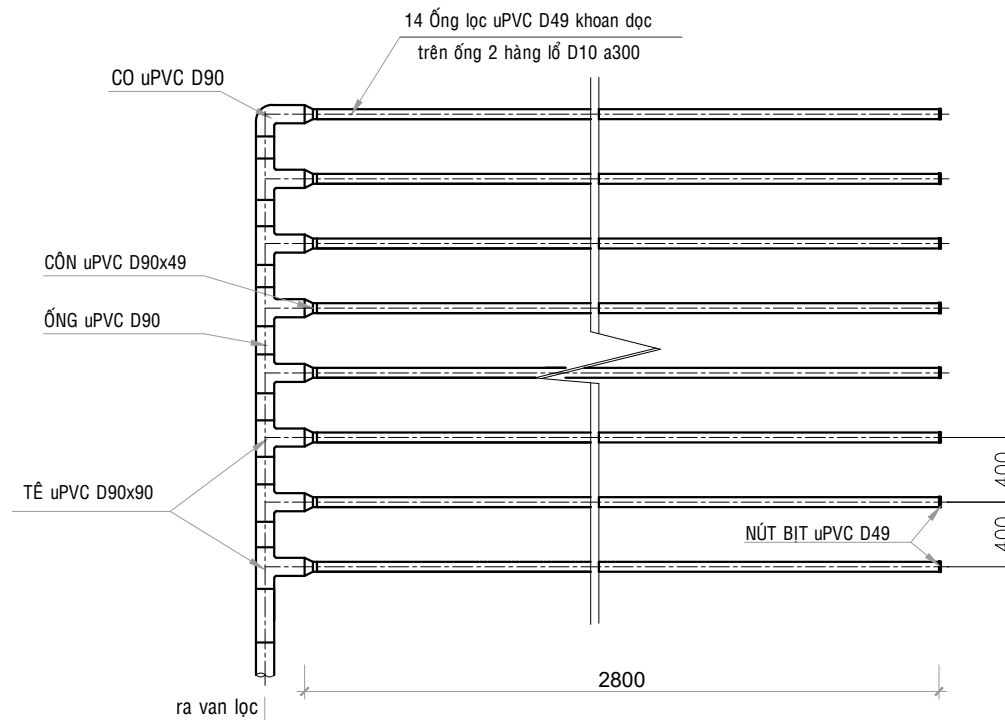 14 Ống lọc uPVC D49 khoan dọc
trên ống 2 hàng lổ D10 a300
CO uPVC D90
CÔN uPVC D90x49
ỐNG uPVC D90
TÊ uPVC D90x90
400
400
NÚT BỊT uPVC D49
2800
ra van lọc